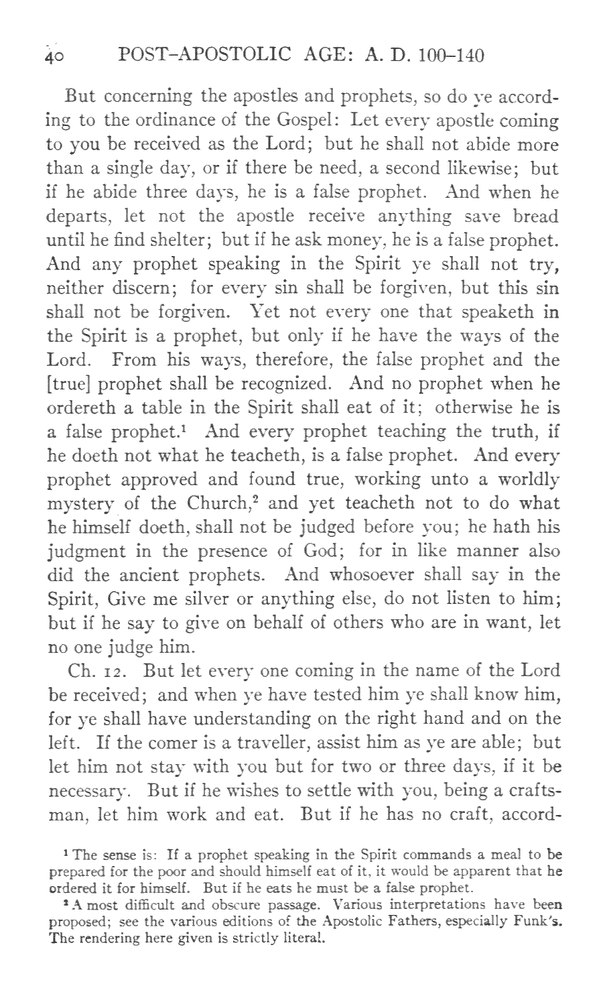 40 POST–APOSTOLIC AGE: A. D. 100–140
But concerning the apostles and prophets, so do ye accord-
ing to the ordinance of the Gospel: Let every apostle coming
to you be received as the Lord; but he shall not abide more
than a single day, or if there be need, a second likewise; but
if he abide three days, he is a false prophet. And when he
departs, let not the apostle receive anything save bread
until he find shelter; but if he ask money, he is a false prophet.
And any prophet speaking in the Spirit ye shall not try,
neither discern; for every sin shall be forgiven, but this sin
shall not be forgiven. Yet not every one that speaketh in
the Spirit is a prophet, but only if he have the ways of the
Lord. From his ways, therefore, the false prophet and the
[true] prophet shall be recognized. And no prophet when he
ordereth a table in the Spirit shall eat of it; otherwise he is
a false prophet.¹ And every prophet teaching the truth, if
he doeth not what he teacheth, is a false prophet. And every
prophet approved and found true, working unto a worldly
mystery of the Church,² and yet teacheth not to do what
he himself doeth, shall not be judged before you; he hath his
judgment in the presence of God; for in like manner also
did the ancient prophets. And whosoever shall say in the
Spirit, Give me silver or anything else, do not listen to him;
but if he say to give on behalf of others who are in want, let
no one judge him.
Ch. 12. But let every one coming in the name of the Lord
be received; and when ye have tested him ye shall know him,
for ye shall have understanding on the right hand and on the
left. If the comer is a traveller, assist him as ye are able; but
let him not stay with you but for two or three days, if it be
necessary. But if he wishes to settle with you, being a crafts-
man, let him work and eat. But if he has no craft, accord-
¹ The sense is: If a prophet speaking in the Spirit commands a meal to be
prepared for the poor and should himself eat of it, it would be apparent that he
ordered it for himself. But if he eats he must be a false prophet.
² A most difficult and obscure passage. Various interpretations have been
proposed; see the various editions of the Apostolic Fathers, especially Funk's.
The rendering here given is strictly literal.